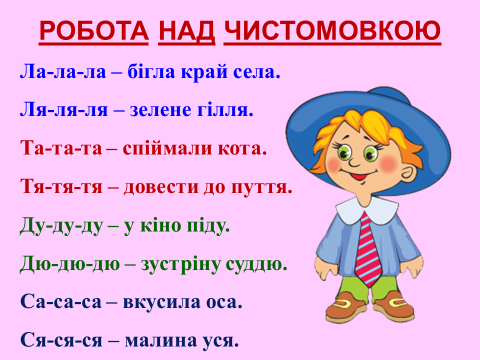 РОБОТА НАД ЧИСТОМОВКОЮ
Ла-ла-ла – бігла край села.
Ля-ля-ля – зелене гілля.
Та-та-та – спіймали кота.
Тя-тя-тя – довести до пуття.
Ду-ду-ду – у кіно піду.
Дю-дю-дю – зустріну суддю.
Са-са-са – вкусила оса.
Ся-ся-ся – малина уся.